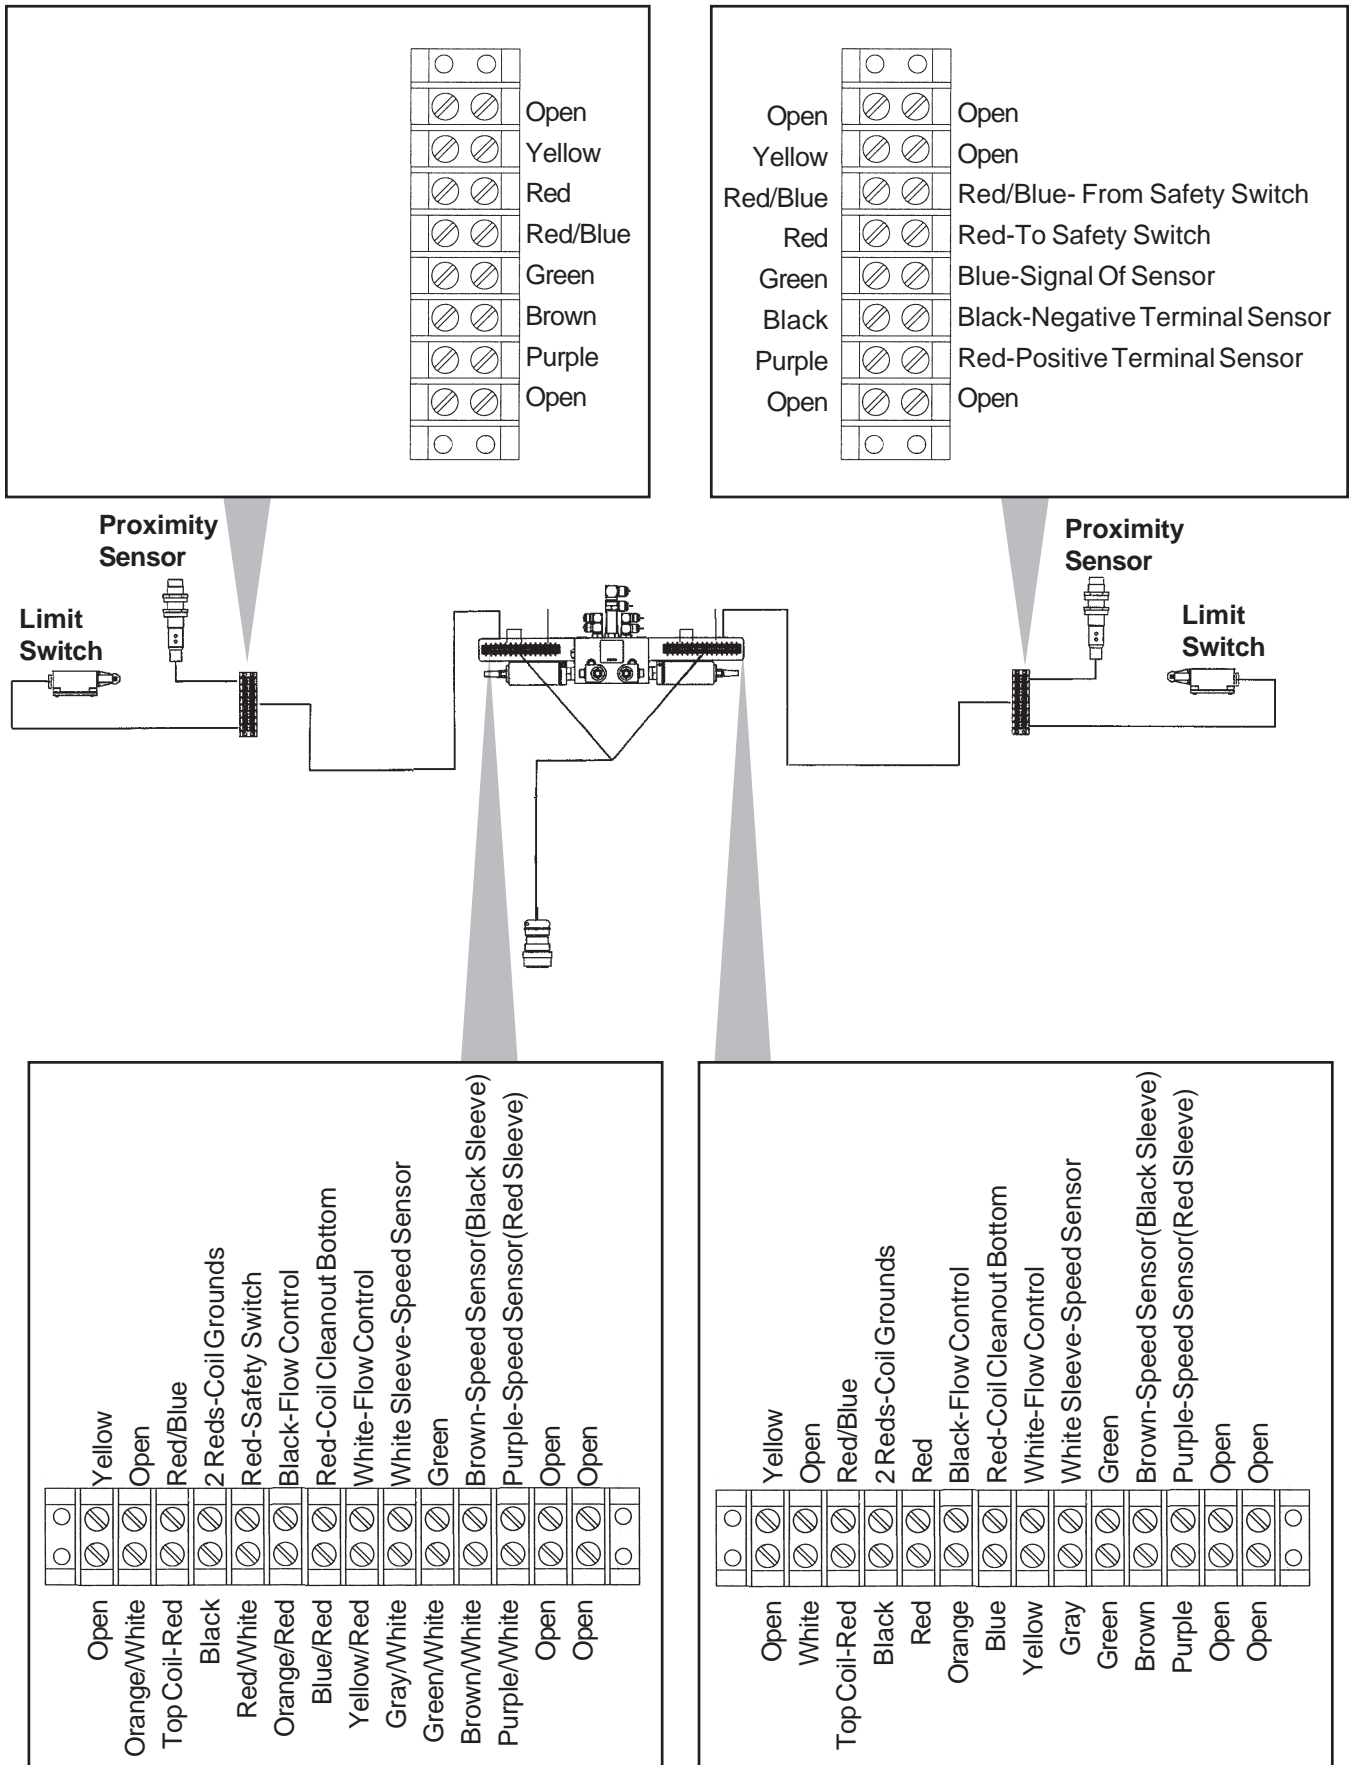 Open
Yellow
Red
Red/Blue
Green
Brown
Purple
Open
Open
Yellow
Red/Blue
Red
Green
Black
Purple
Open
Open
Open
Red/Blue- From Safety Switch
Red-To Safety Switch
Blue-Signal Of Sensor
Black-Negative Terminal Sensor
Red-Positive Terminal Sensor
Open
Proximity
Sensor
Limit
Switch
Proximity
Sensor
Limit
Switch
Yellow
Open
Red/Blue
2 Reds-Coil Grounds
Red-Safety Switch
Black-Flow Control
Red-Coil Cleanout Bottom
White-Flow Control
White Sleeve-Speed Sensor
Green
Brown-Speed Sensor(Black Sleeve)
Purple-Speed Sensor(Red Sleeve)
Open
Open
Open
Orange/White
Top Coil-Red
Black
Red/White
Orange/Red
Blue/Red
Yellow/Red
Gray/White
Green/White
Brown/White
Purple/White
Open
Open
Yellow
Open
Red/Blue
2 Reds-Coil Grounds
Red
Black-Flow Control
Red-Coil Cleanout Bottom
White-Flow Control
White Sleeve-Speed Sensor
Green
Brown-Speed Sensor(Black Sleeve)
Purple-Speed Sensor(Red Sleeve)
Open
Open
Open
White
Top Coil-Red
Black
Red
Orange
Blue
Yellow
Gray
Green
Brown
Purple
Open
Open